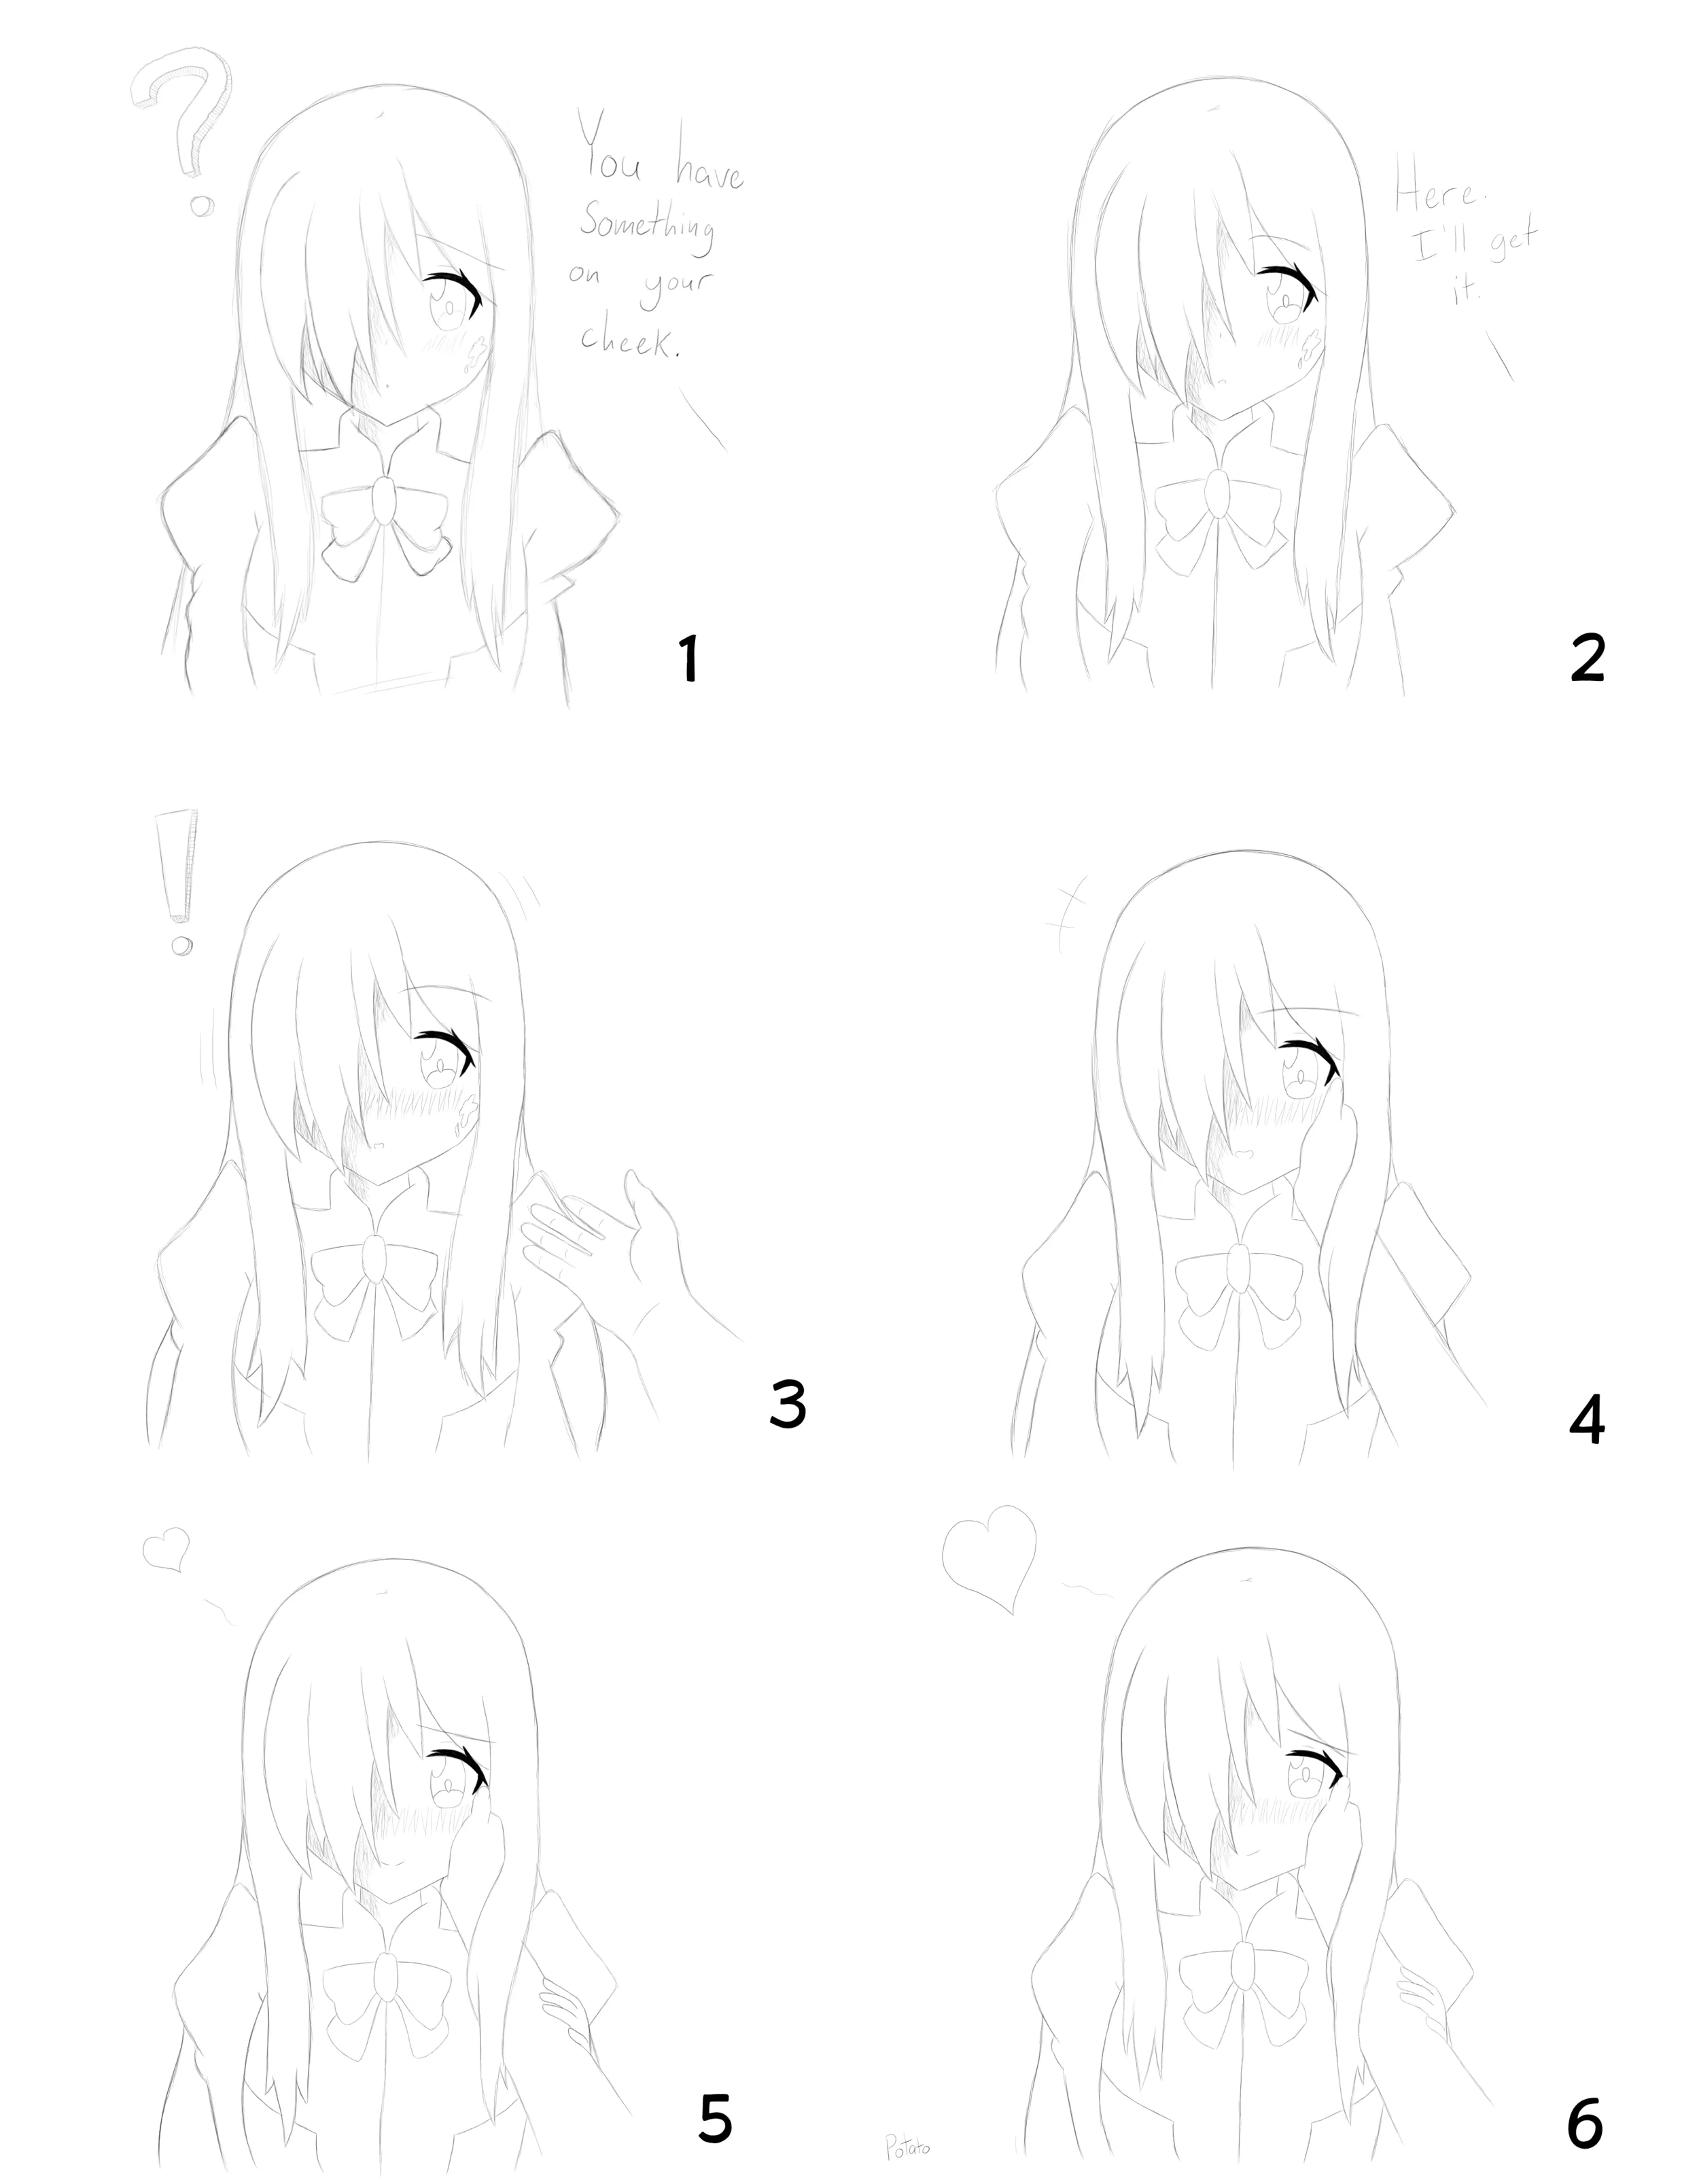 ?
You have
Something
on your
cheek.
1
Here.
I'll get
it.
2
!
3
4
5
6
Potato